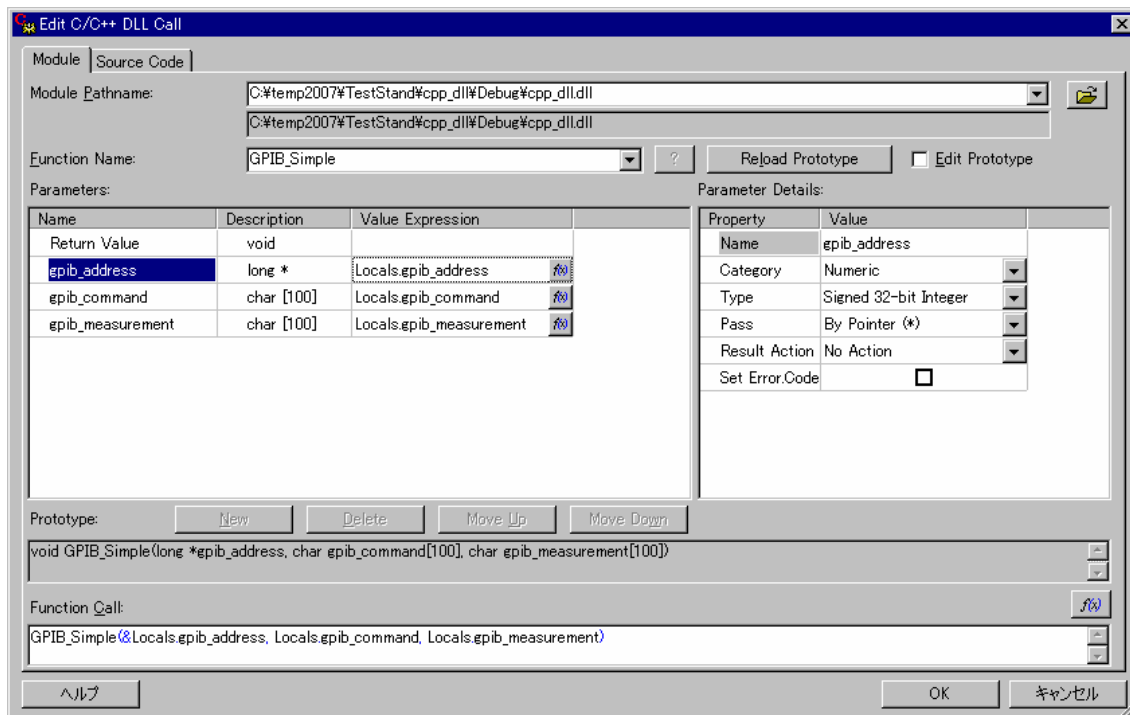 Edit C/C++ DLL Call
Module Source Code
Module Pathname: C:¥temp2007¥TestStand¥cpp_dll¥Debug¥cpp_dll.dll
C:¥temp2007¥TestStand¥cpp_dll¥Debug¥cpp_dll.dll
Function Name: GPIB_Simple ? Reload Prototype Edit Prototype
Parameters: Parameter Details:
Name Description Value Expression Property Value
Return Value void Name gpib_address
gpib_address long * Locals.gpib_address f(x) Category Numeric
gpib_command char [100] Locals.gpib_command f(x) Type Signed 32-bit Integer
gpib_measurement char [100] Locals.gpib_measurement f(x) Pass By Pointer (*)
Result Action No Action
Set Error.Code
Prototype: New Delete Move Up Move Down
void GPIB_Simple(long *gpib_address, char gpib_command[100], char gpib_measurement[100])
Function Call: f(x)
GPIB_Simple(&Locals.gpib_address, Locals.gpib_command, Locals.gpib_measurement)
ヘルプ OK キャンセル